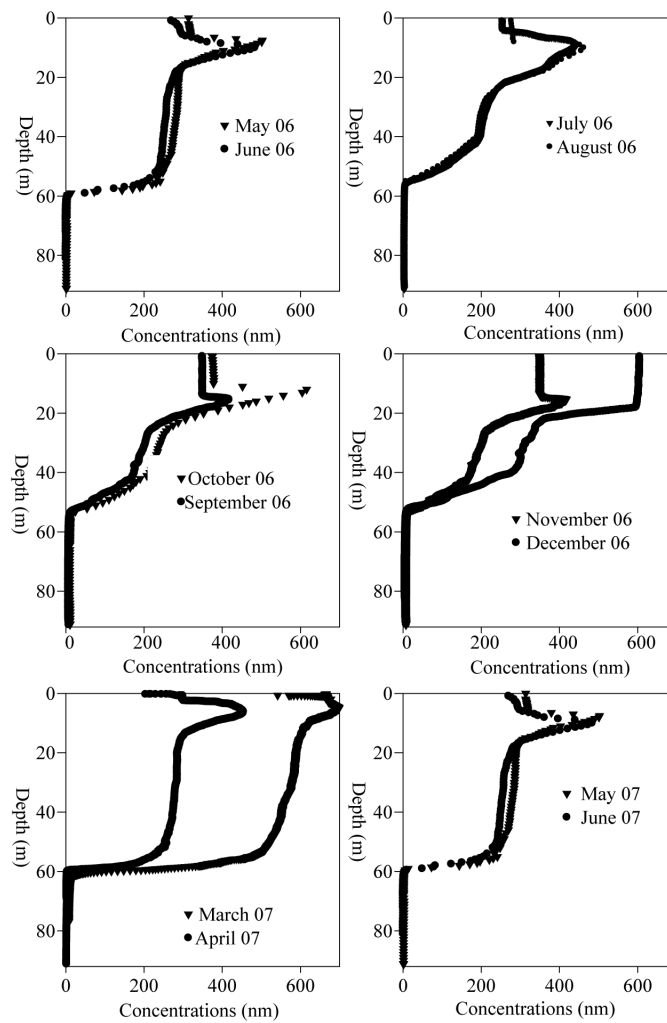 0
20
40
60
80
Depth (m)
▼ May 06
● June 06
0 200 400 600
Concentrations (nm)
0
20
40
60
80
Depth (m)
▼July 06
●August 06
0 200 400 600
Concentrations (nm)
0
20
40
60
80
Depth (m)
▼October 06
●September 06
0 200 400 600
Concentrations (nm)
0
20
40
60
80
Depth (m)
▼ November 06
● December 06
0 200 400 600
Concentrations (nm)
0
20
40
60
80
Depth (m)
▼ March 07
● April 07
0 200 400 600
Concentrations (nm)
0
20
40
60
80
Depth (m)
▼ May 07
● June 07
0 200 400 600
Concentrations (nm)